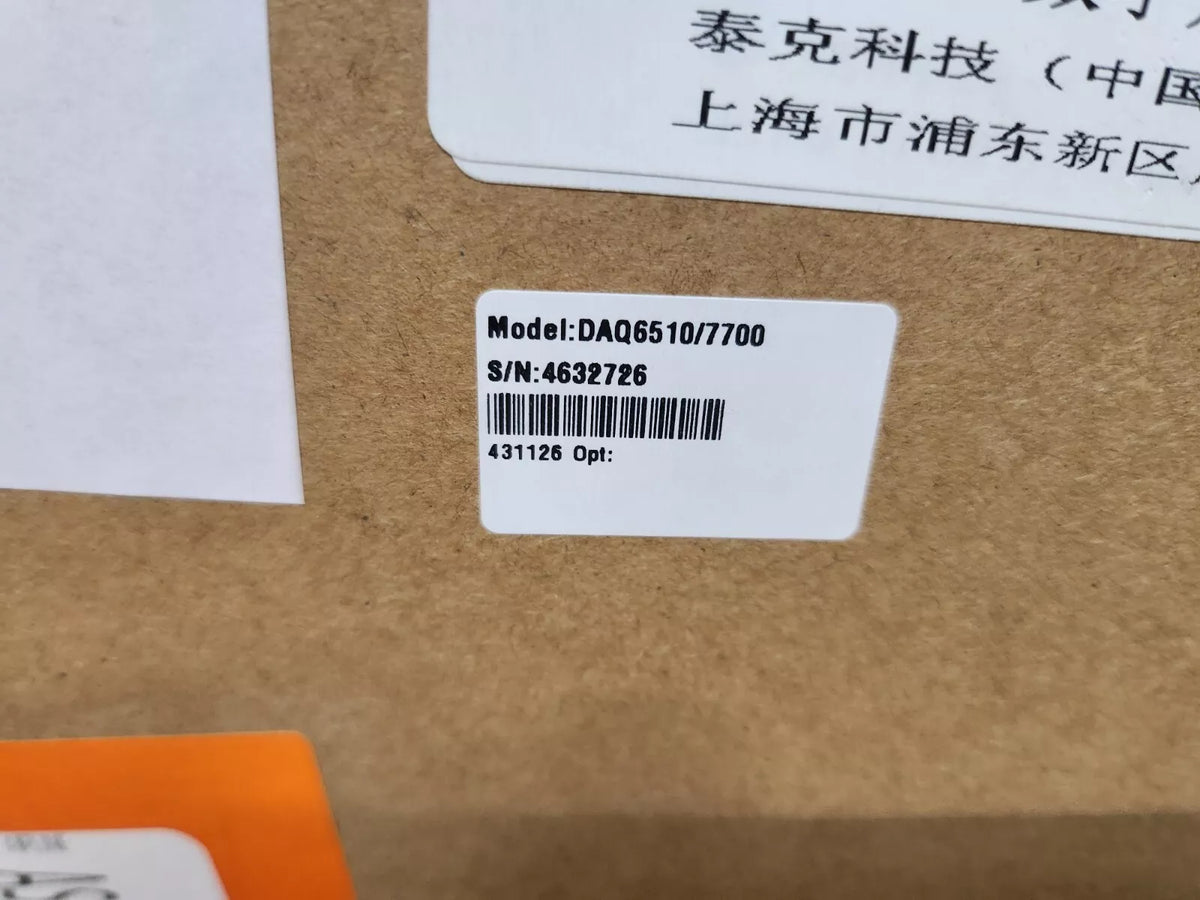 泰克科技（中国
上海市浦东新区
Model:DAQ6510/7700
S/N:4632726
431126 Opt: